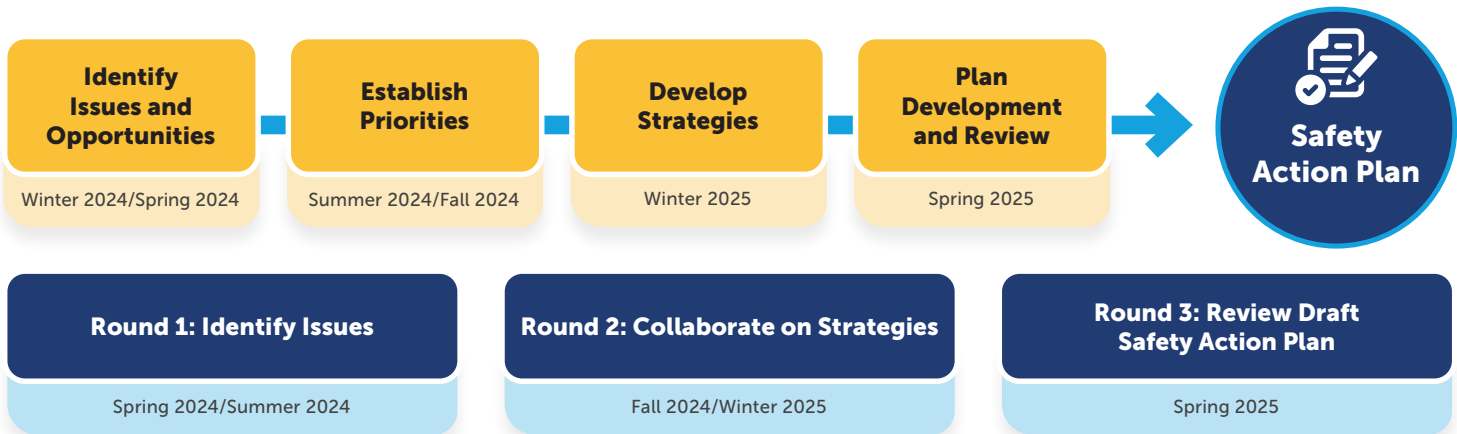 Identify
Issues and
Opportunities
Winter 2024/Spring 2024
Establish
Priorities
Summer 2024/Fall 2024
Develop
Strategies
Winter 2025
Plan
Development
and Review
Spring 2025
Safety
Action Plan
Round 1: Identify Issues
Spring 2024/Summer 2024
Round 2: Collaborate on Strategies
Fall 2024/Winter 2025
Round 3: Review Draft
Safety Action Plan
Spring 2025